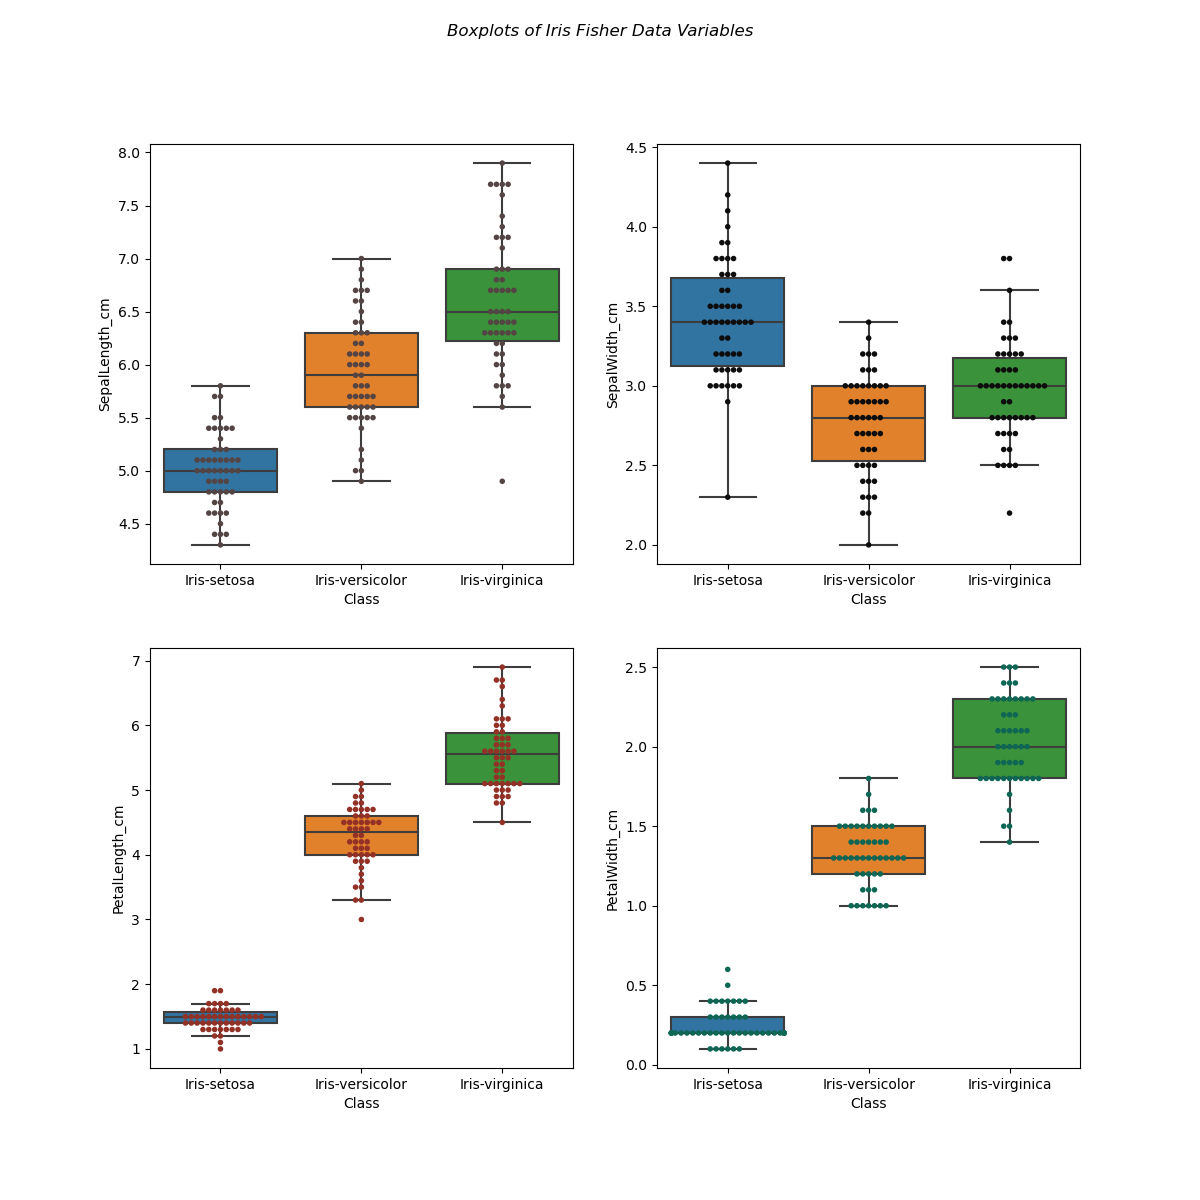 Boxplots of Iris Fisher Data Variables
8.0
7.5
7.0
6.5
6.0
5.5
5.0
4.5
SepalLength_cm
Iris-setosa Iris-versicolor Iris-virginica
Class
4.5
4.0
3.5
3.0
2.5
2.0
SepalWidth_cm
Iris-setosa Iris-versicolor Iris-virginica
Class
7
6
5
4
3
2
1
PetalLength_cm
Iris-setosa Iris-versicolor Iris-virginica
Class
2.5
2.0
1.5
1.0
0.5
0.0
PetalWidth_cm
Iris-setosa Iris-versicolor Iris-virginica
Class